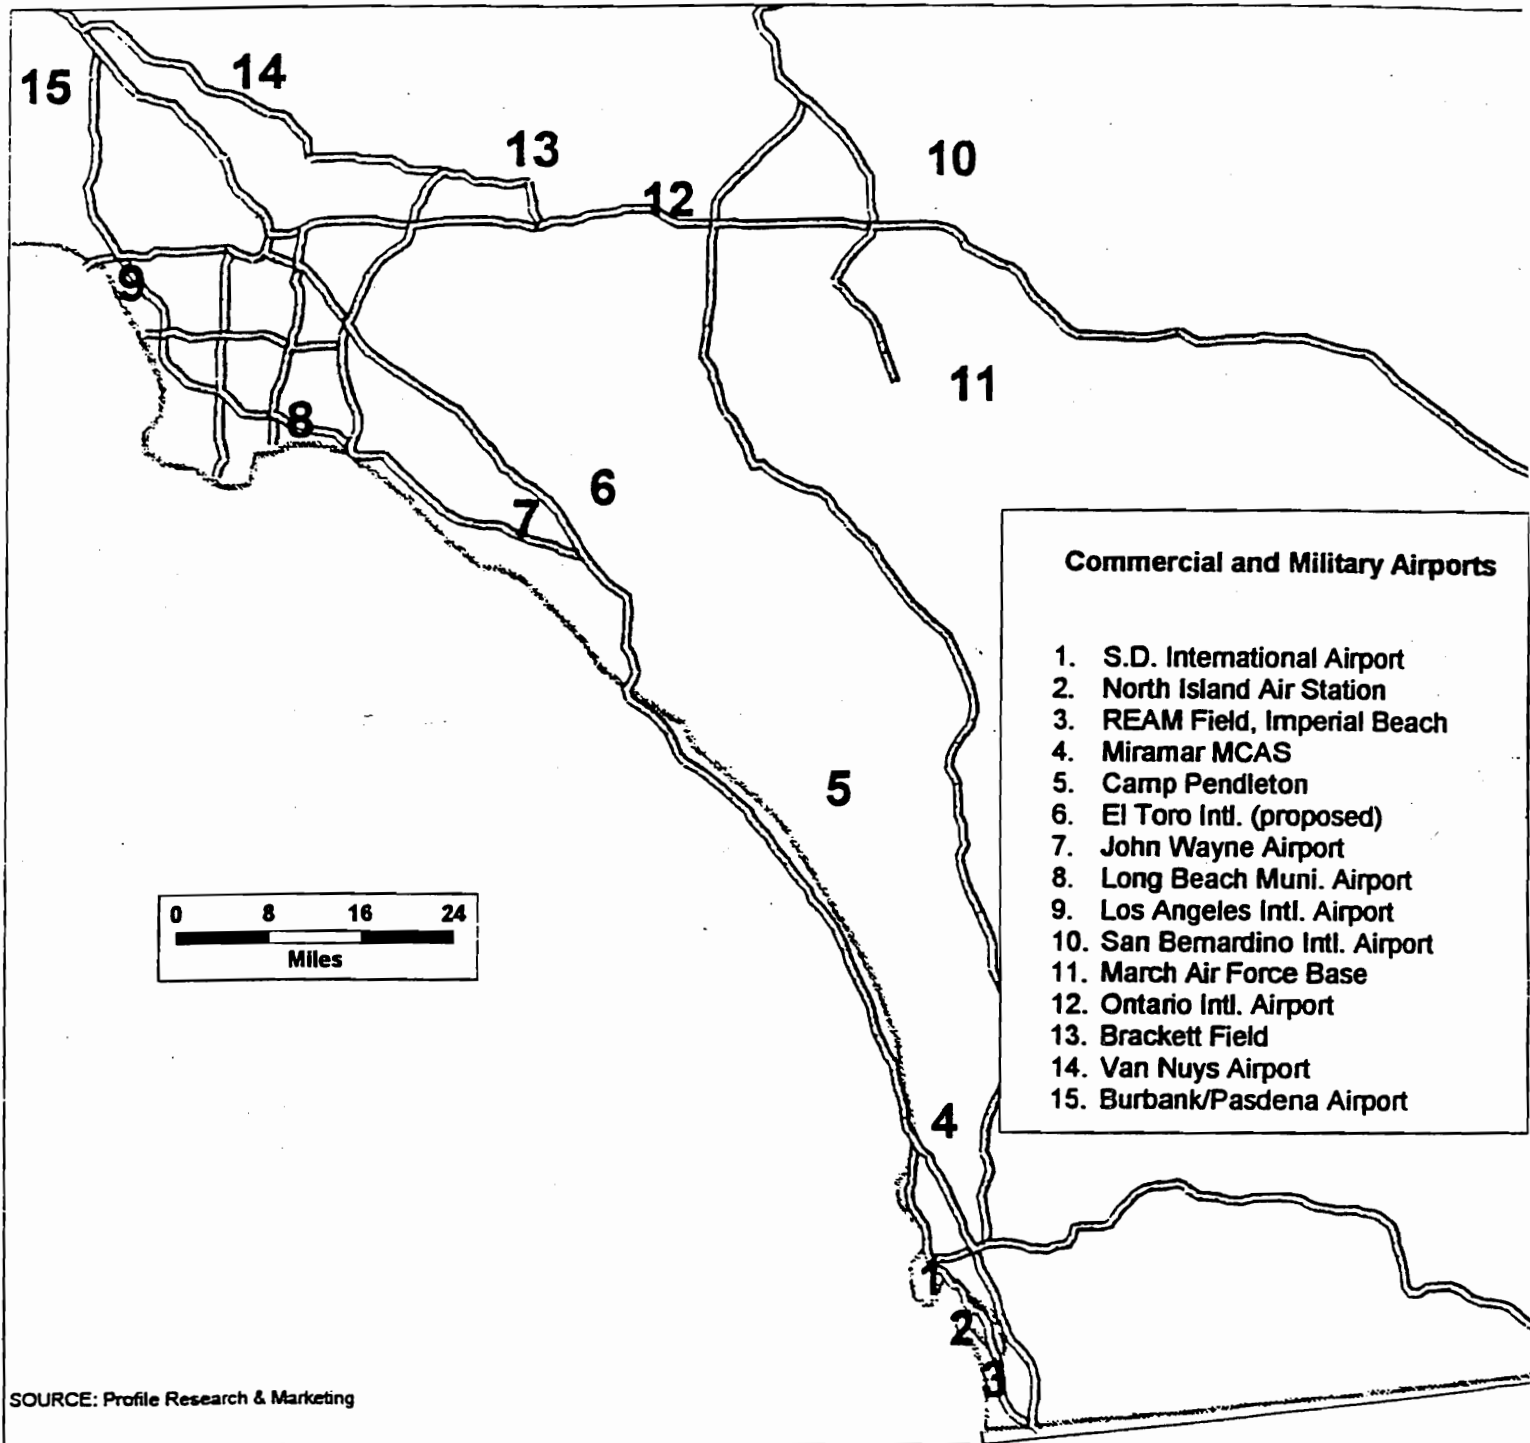 15
14
13
10
12
9
11
8
6
7
Commercial and Military Airports
1. S.D. International Airport
2. North Island Air Station
3. REAM Field, Imperial Beach
4. Miramar MCAS
5. Camp Pendleton
6. El Toro Intl. (proposed)
7. John Wayne Airport
8. Long Beach Muni. Airport
9. Los Angeles Intl. Airport
10. San Bernardino Intl. Airport
11. March Air Force Base
12. Ontario Intl. Airport
13. Brackett Field
14. Van Nuys Airport
15. Burbank/Pasdena Airport
5
0 8 16 24
Miles
4
1
2
3
SOURCE: Profile Research & Marketing